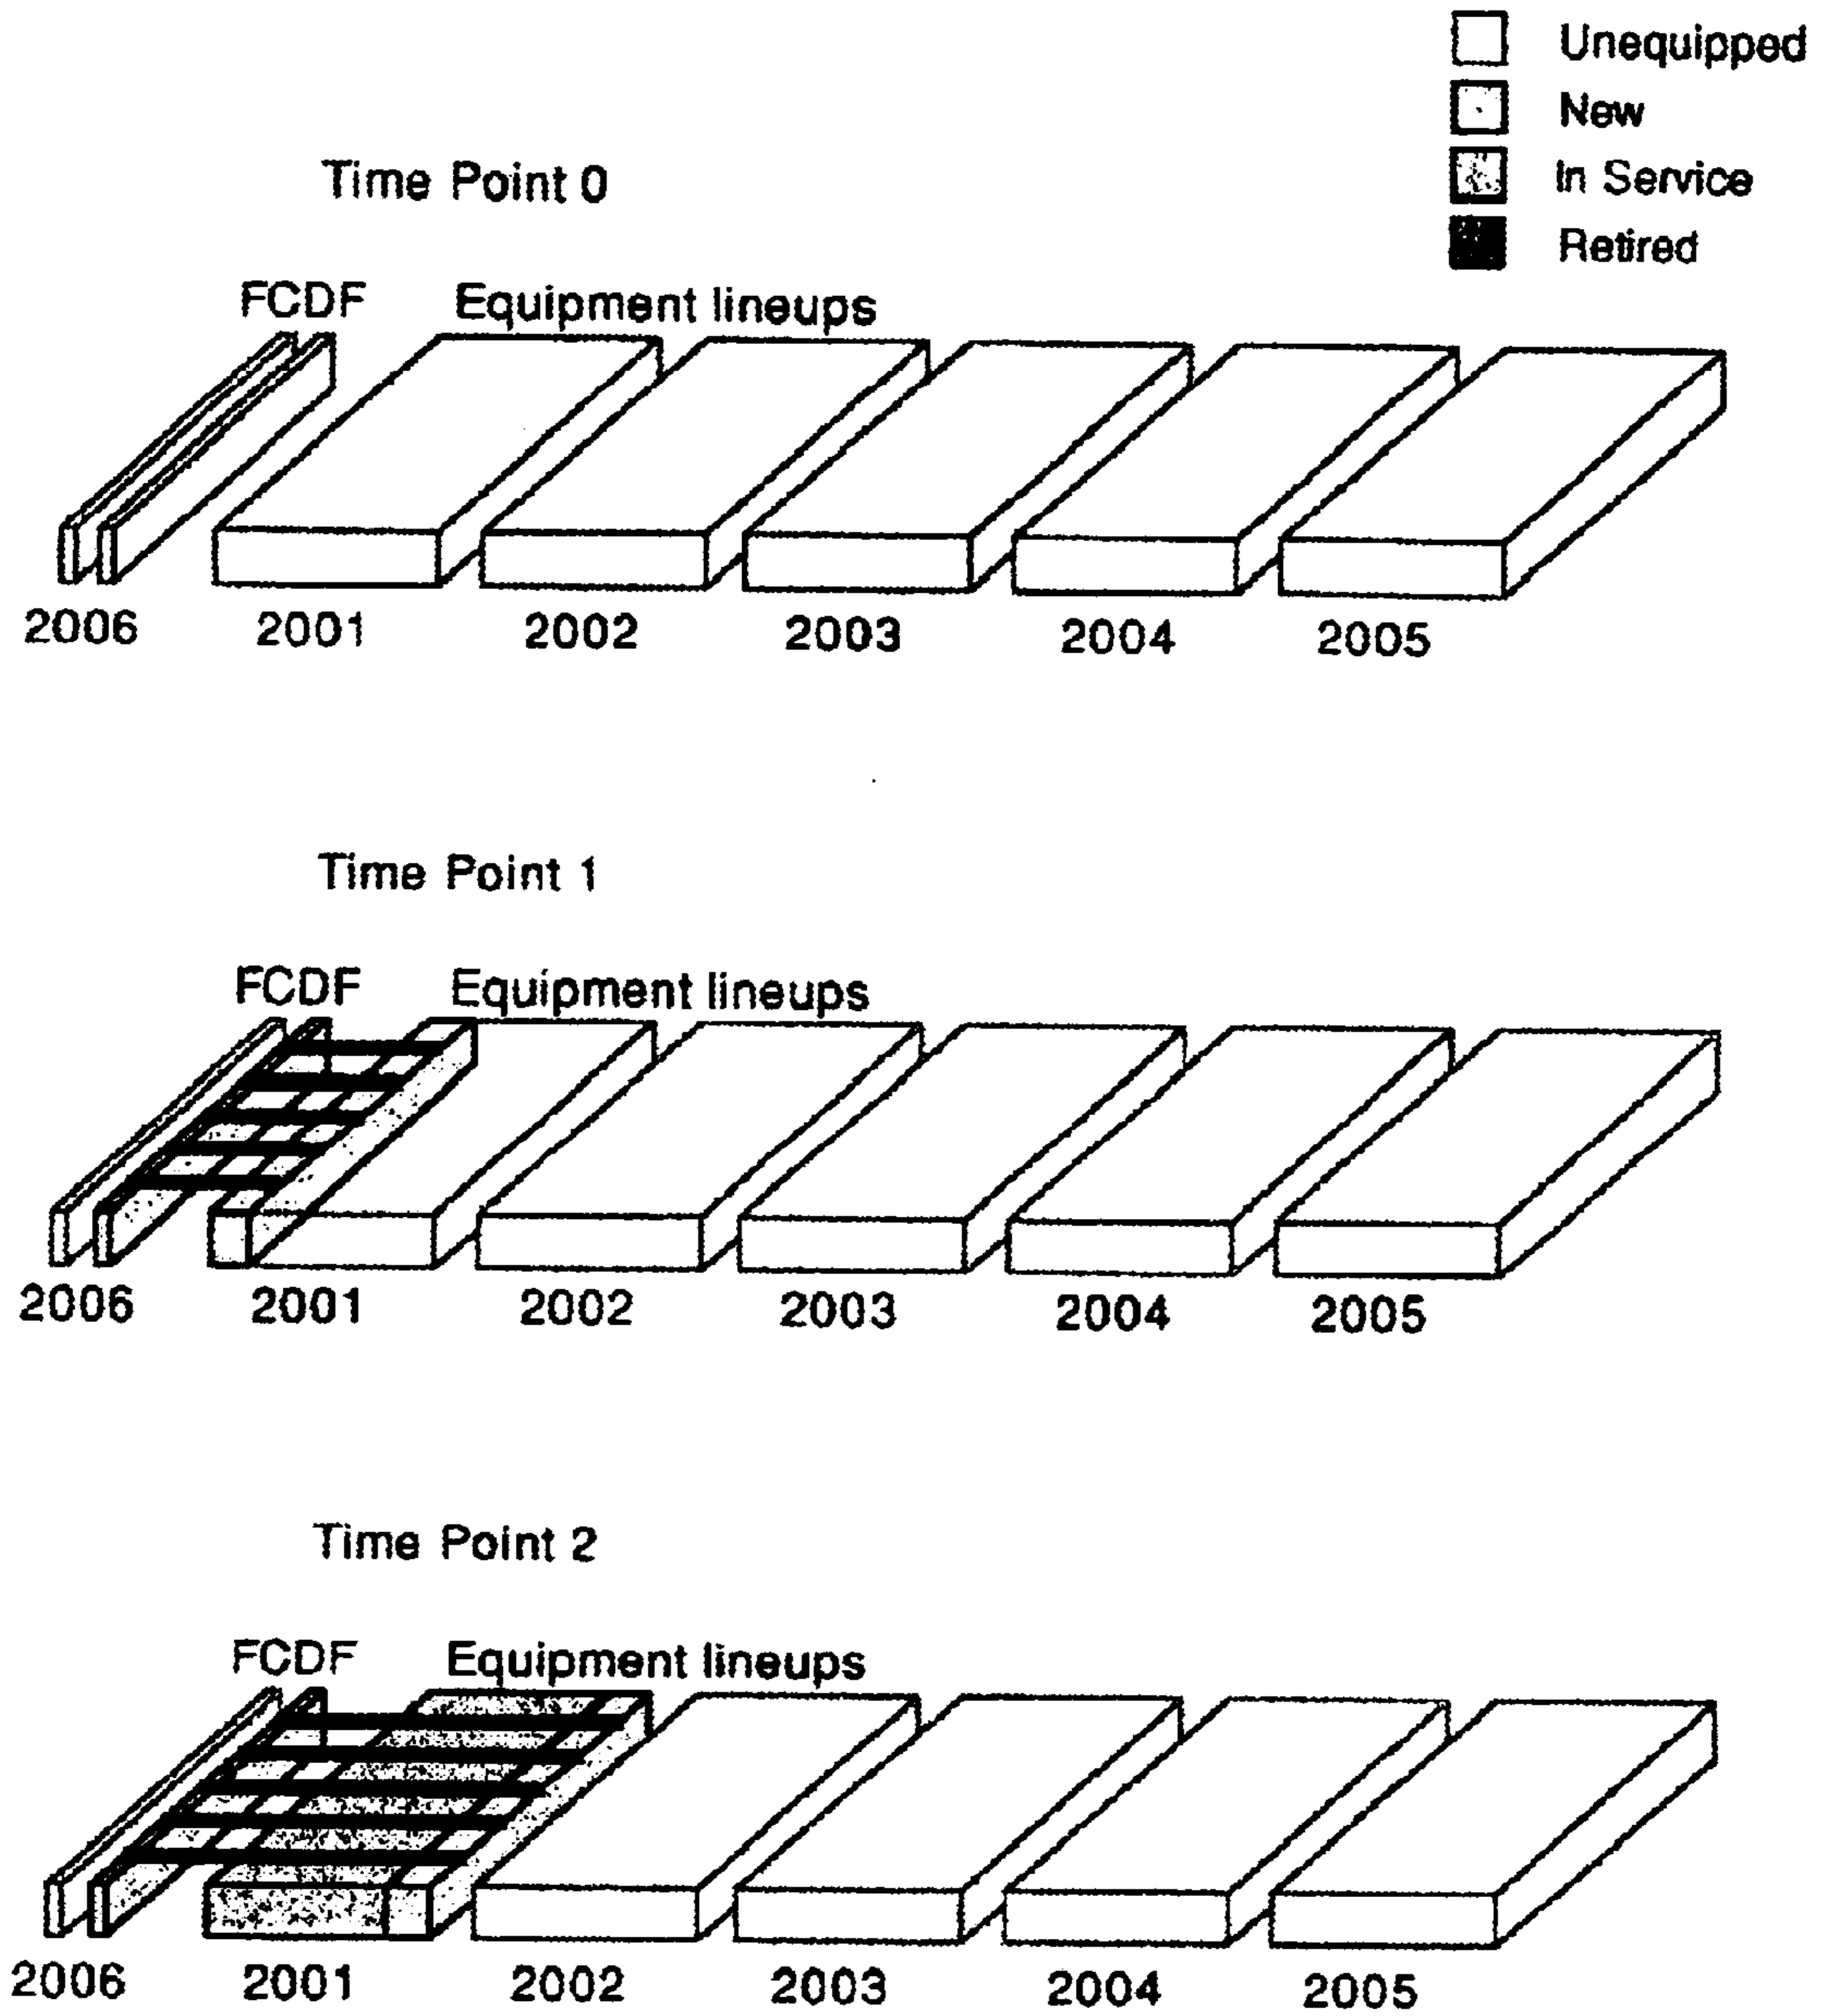 Unequipped
New
In Service
Retired
Time Point 0
FCDF Equipment lineups
2006 2001 2002 2003 2004 2005
Time Point 1
FCDF Equipment lineups
2006 2001 2002 2003 2004 2005
Time Point 2
FCDF Equipment lineups
2006 2001 2002 2003 2004 2005